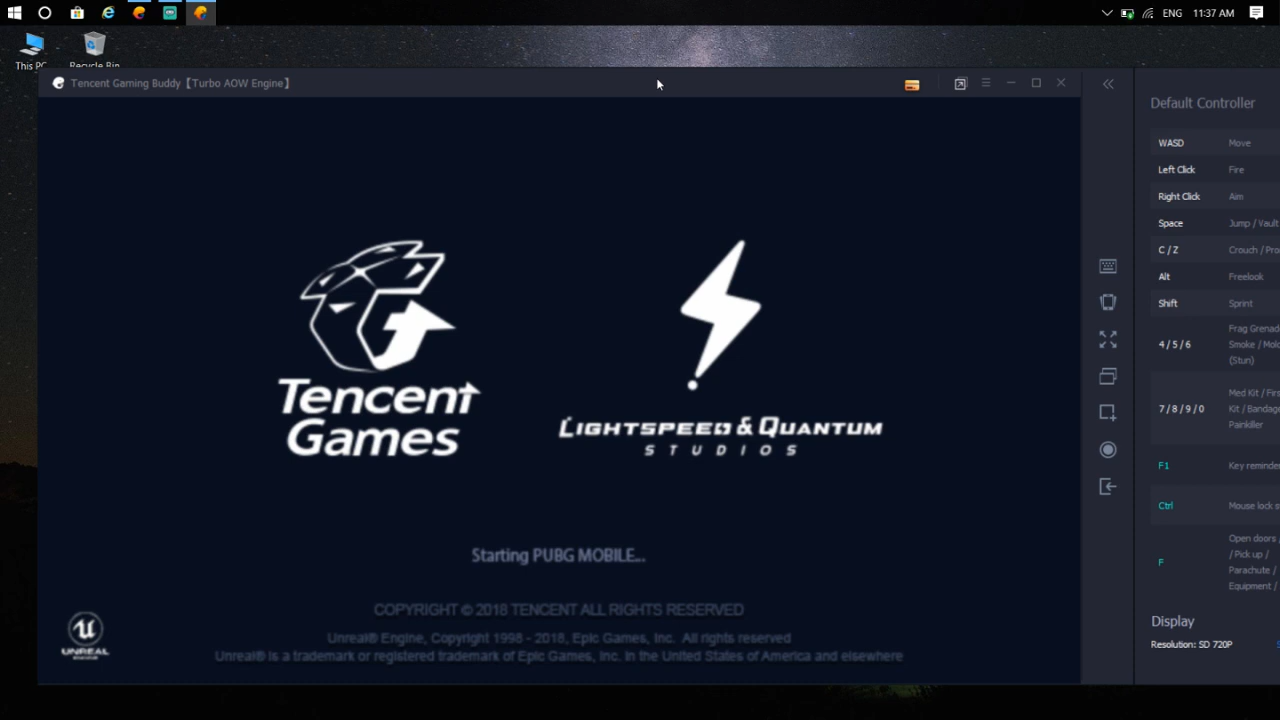 ENG 11:37 AM
This PC
Recycle Bin
Tencent Gaming Buddy【Turbo AOW Engine】
Tencent
Games
LIGHTSPEED & QUANTUM
STUDIOS
Starting PUBG MOBILE...
COPYRIGHT © 2018 TENCENT ALL RIGHTS RESERVED
Unreal® Engine, Copyright 1998 - 2018, Epic Games, Inc. All rights reserved
Unreal® is a trademark or registered trademark of Epic Games, Inc. in the United States of America and elsewhere
UNREAL
Default Controller
WASD Move
Left Click Fire
Right Click Aim
Space Jump / Vault
C / Z Crouch / Pro
Alt Freelook
Shift Sprint
4 / 5 / 6 Frag Grenad
Smoke / Molo
(Stun)
7 / 8 / 9 / 0 Med Kit / Firs
Kit / Bandag
Painkiller
F1 Key reminde
Ctrl Mouse lock s
F Open doors /
/ Pick up /
Parachute /
Equipment /
Display
Resolution: SD 720P